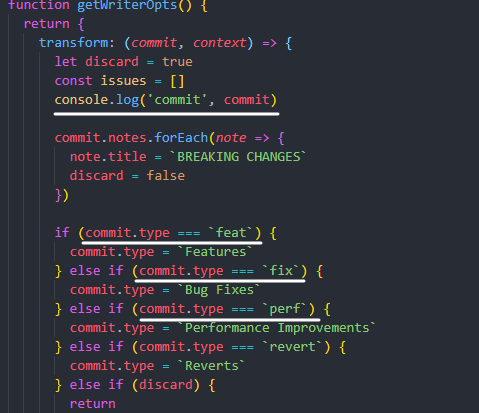 function getWriterOpts() {
return {
transform: (commit, context) => {
let discard = true
const issues = []
console.log('commit', commit)
commit.notes.forEach(note => {
note.title = `BREAKING CHANGES`
discard = false
})
if (commit.type === `feat`) {
commit.type = `Features`
} else if (commit.type === `fix`) {
commit.type = `Bug Fixes`
} else if (commit.type === `perf`) {
commit.type = `Performance Improvements`
} else if (commit.type === `revert`) {
commit.type = `Reverts`
} else if (discard) {
return